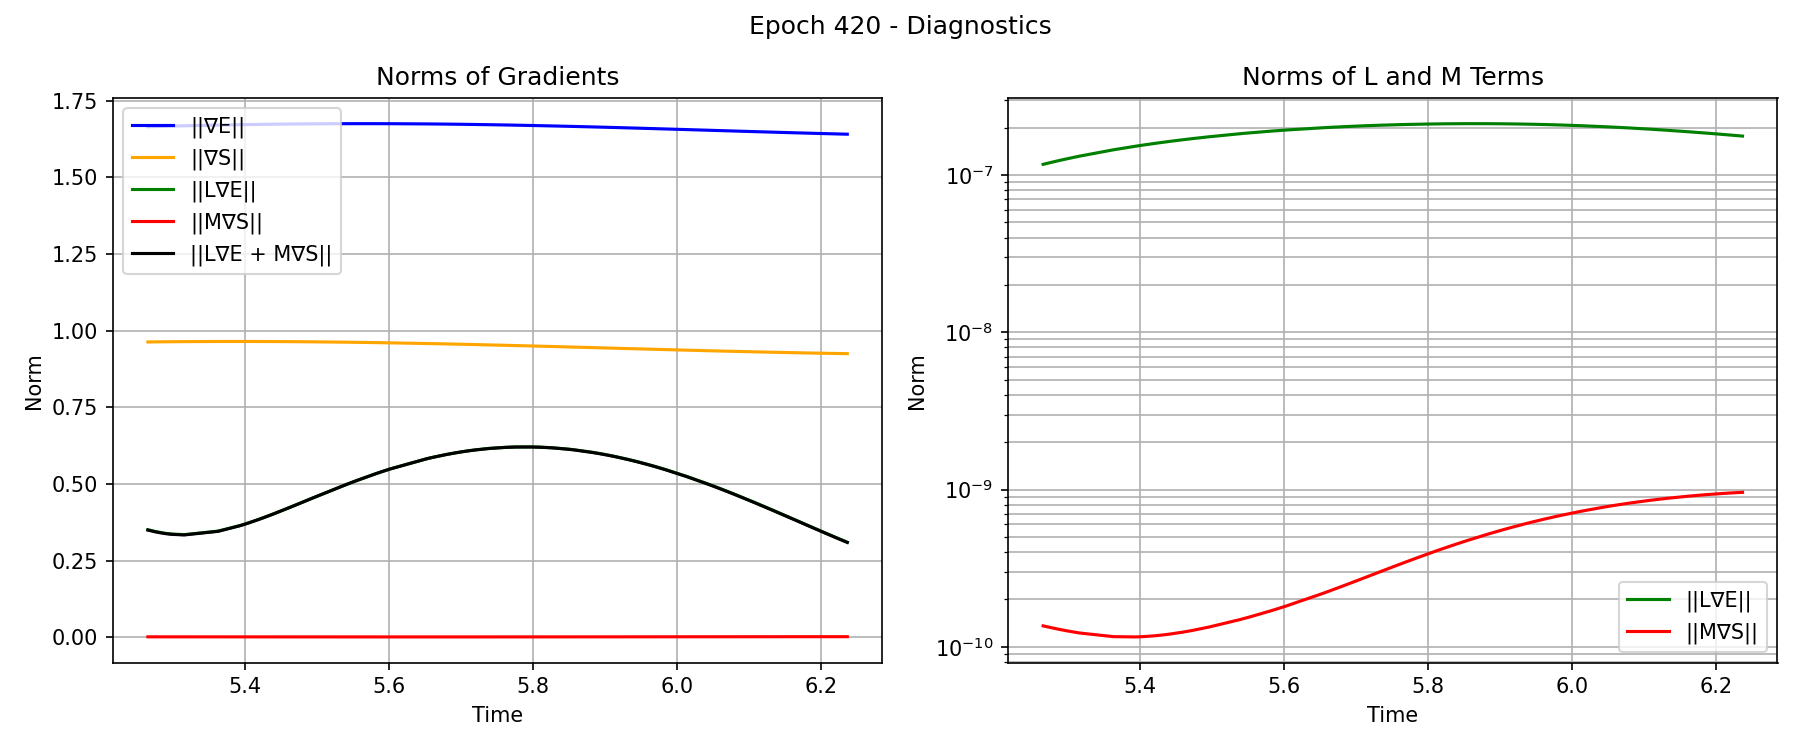 Epoch 420 - Diagnostics
Norms of Gradients
1.75
1.50
1.25
1.00
0.75
0.50
0.25
0.00
Norm
||∇E||
||∇S||
||L∇E||
||M∇S||
||L∇E + M∇S||
5.4 5.6 5.8 6.0 6.2
Time
Norms of L and M Terms
10⁻⁷
10⁻⁸
10⁻⁹
10⁻¹⁰
Norm
||L∇E||
||M∇S||
5.4 5.6 5.8 6.0 6.2
Time